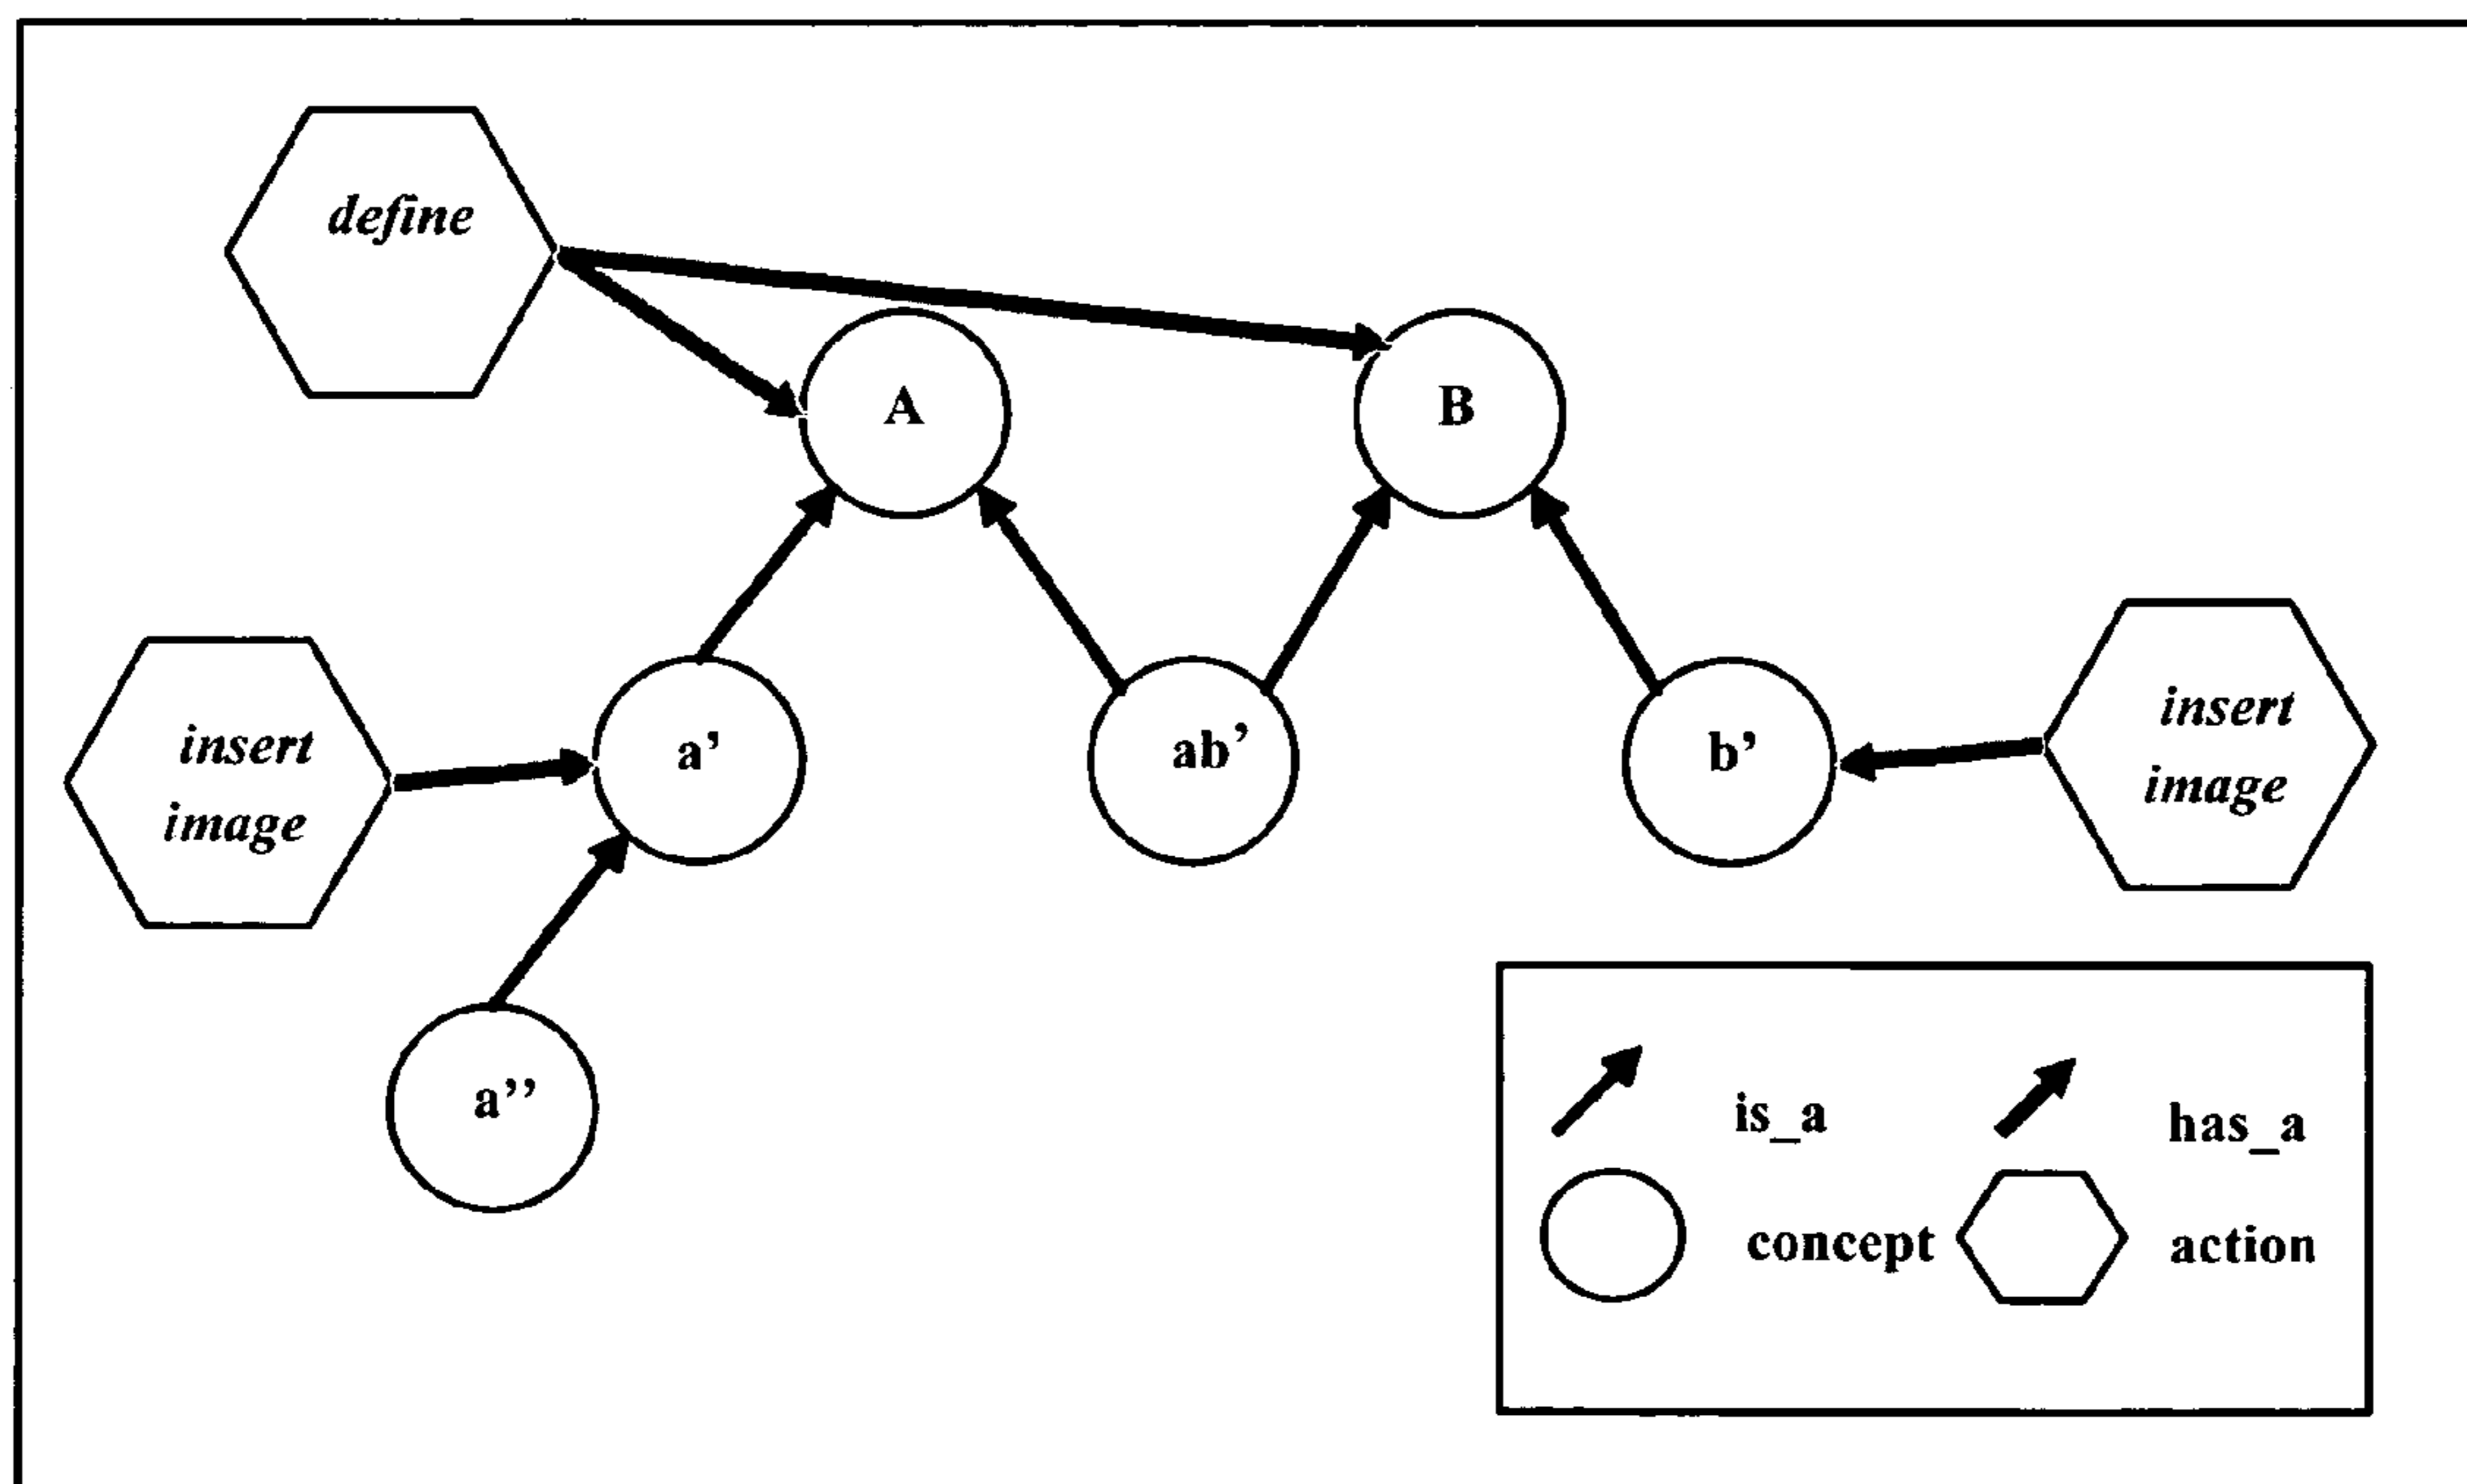 define
A
B
insert
image
a’
ab’
b’
insert
image
a’’
is_a
has_a
concept
action